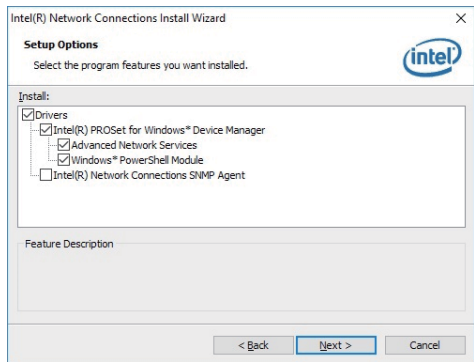 Intel(R) Network Connections Install Wizard
Setup Options
Select the program features you want installed.
intel
Install:
Drivers
Intel(R) PROSet for Windows* Device Manager
Advanced Network Services
Windows* PowerShell Module
Intel(R) Network Connections SNMP Agent
Feature Description
< Back
Next >
Cancel